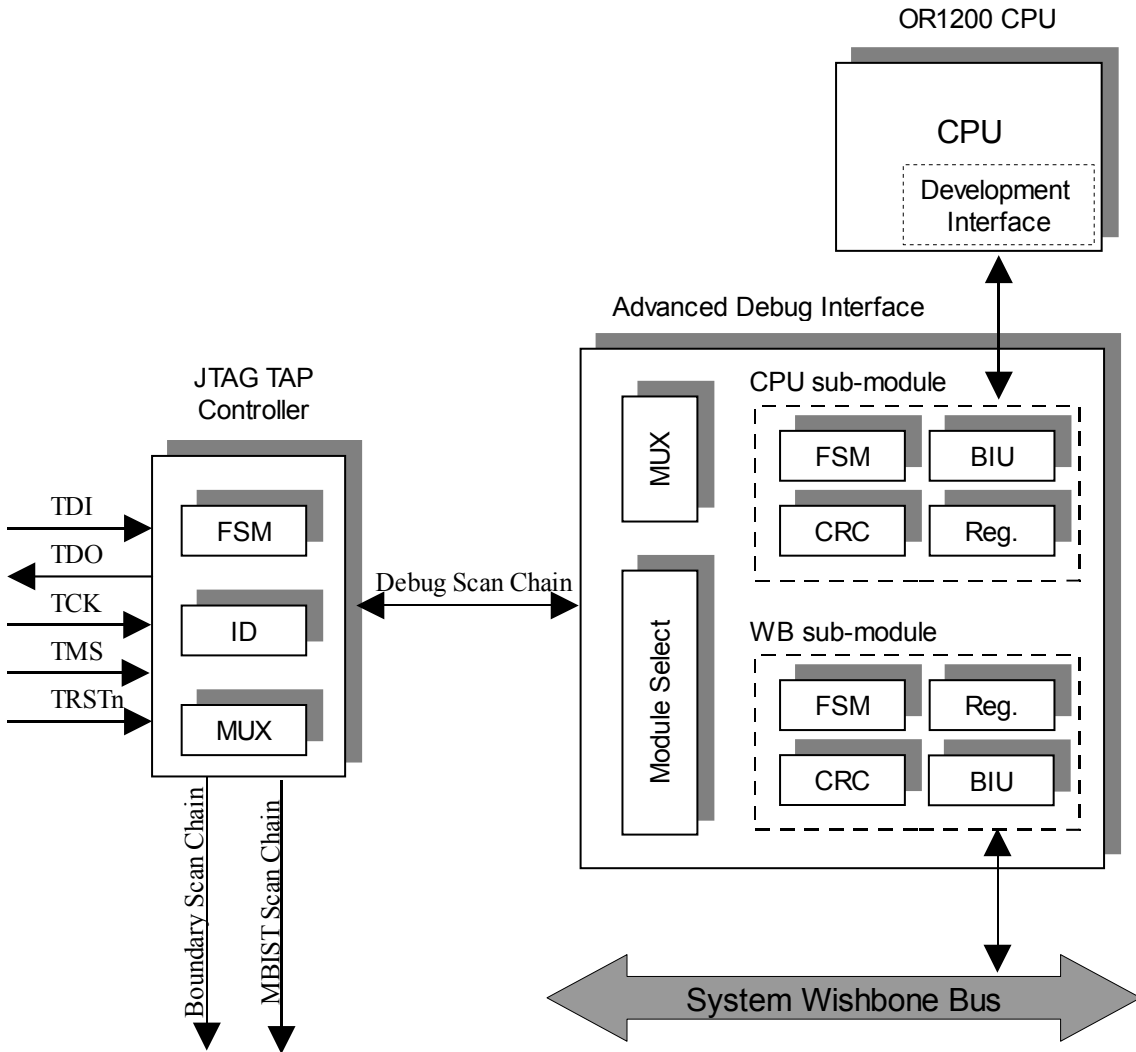 OR1200 CPU
CPU
Development
Interface
Advanced Debug Interface
JTAG TAP
Controller
TDI
TDO
TCK
TMS
TRSTn
FSM
ID
MUX
Boundary Scan Chain
MBIST Scan Chain
Debug Scan Chain
MUX
Module Select
CPU sub-module
FSM
BIU
CRC
Reg.
WB sub-module
FSM
Reg.
CRC
BIU
System Wishbone Bus